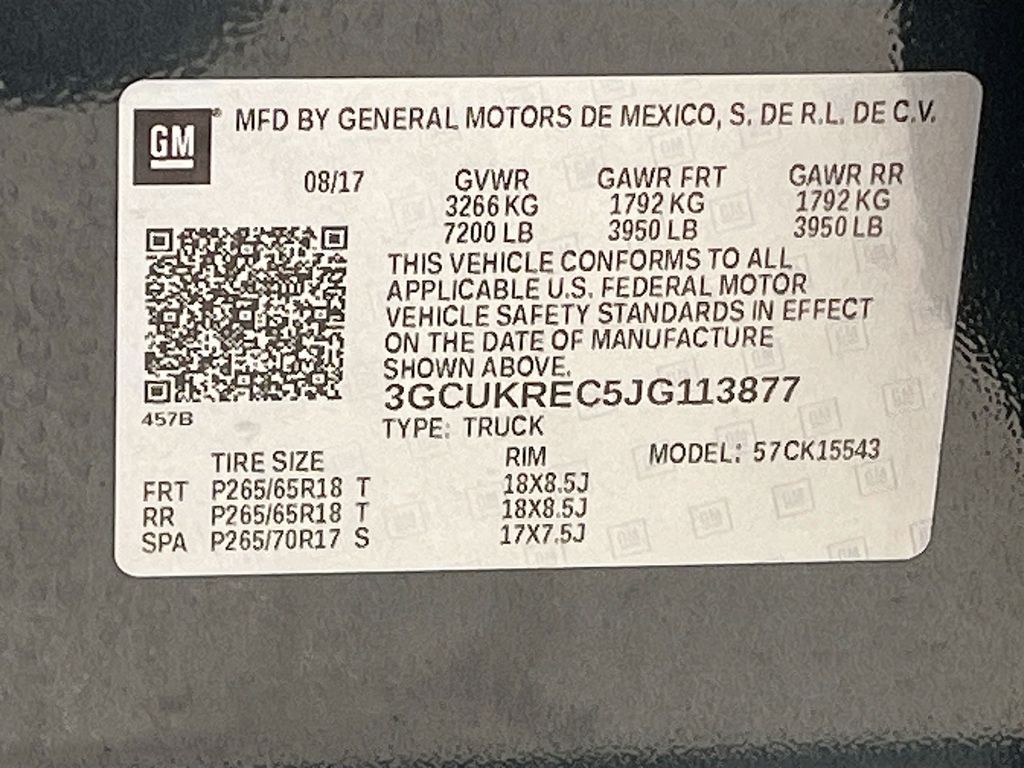 GM® MFD BY GENERAL MOTORS DE MEXICO, S. DE R.L. DE C.V.
08/17 GVWR GAWR FRT GAWR RR
3266 KG 1792 KG 1792 KG
7200 LB 3950 LB 3950 LB
THIS VEHICLE CONFORMS TO ALL
APPLICABLE U.S. FEDERAL MOTOR
VEHICLE SAFETY STANDARDS IN EFFECT
ON THE DATE OF MANUFACTURE
SHOWN ABOVE.
3GCUKREC5JG113877
457B
TYPE: TRUCK
TIRE SIZE RIM MODEL: 57CK15543
FRT P265/65R18 T 18X8.5J
RR P265/65R18 T 18X8.5J
SPA P265/70R17 S 17X7.5J